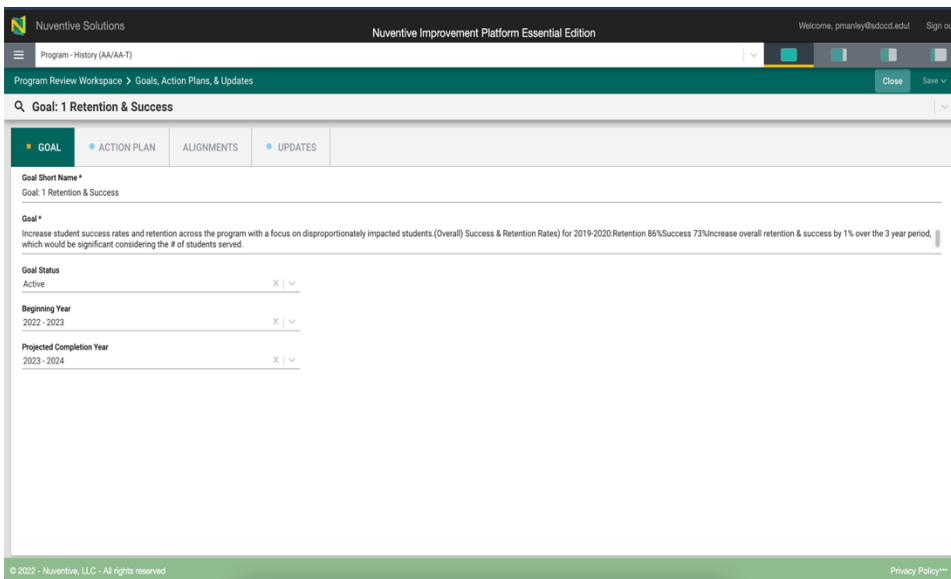 Nuventive Solutions
Nuventive Improvement Platform Essential Edition
Welcome, pmanley@sdccd.edu!
Sign ou
Program - History (AA/AA-T)
Program Review Workspace > Goals, Action Plans, & Updates
Close
Save
Goal: 1 Retention & Success
GOAL
ACTION PLAN
ALIGNMENTS
UPDATES
Goal Short Name *
Goal: 1 Retention & Success
Goal *
Increase student success rates and retention across the program with a focus on disproportionately impacted students.(Overall) Success & Retention Rates) for 2019-2020:Retention 86%Success 73%Increase overall retention & success by 1% over the 3 year period,
which would be significant considering the # of students served.
Goal Status
Active
X
Beginning Year
2022 - 2023
X
Projected Completion Year
2023 - 2024
X
© 2022 - Nuventive, LLC - All rights reserved
Privacy Policy